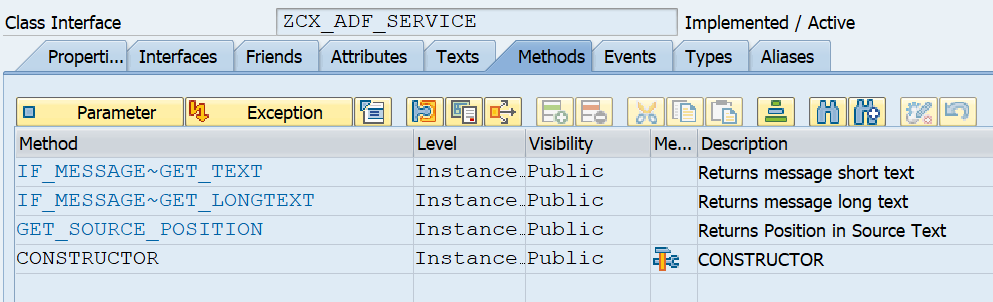 Class Interface ZCX_ADF_SERVICE Implemented / Active
Properti... Interfaces Friends Attributes Texts Methods Events Types Aliases
Parameter Exception
Method Level Visibility Me... Description
IF_MESSAGE~GET_TEXT Instance… Public Returns message short text
IF_MESSAGE~GET_LONGTEXT Instance… Public Returns message long text
GET_SOURCE_POSITION Instance… Public Returns Position in Source Text
CONSTRUCTOR Instance… Public CONSTRUCTOR